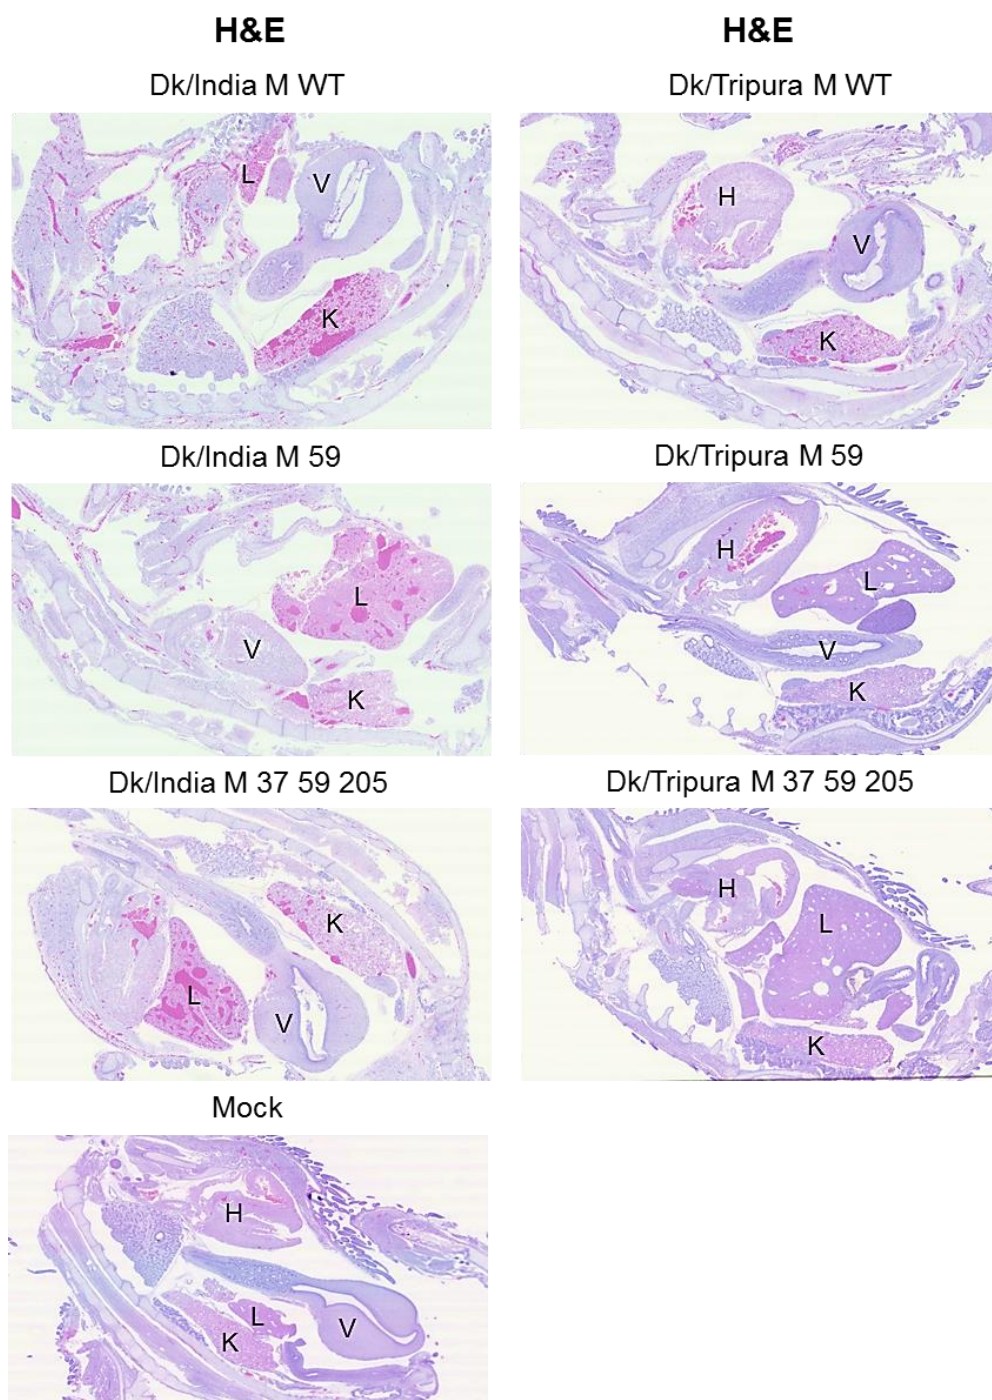 H&E H&E
Dk/India M WT Dk/Tripura M WT
L V K H V K
Dk/India M 59 Dk/Tripura M 59
L V K H L V K
Dk/India M 37 59 205 Dk/Tripura M 37 59 205
K L V H L K
Mock
H L K V